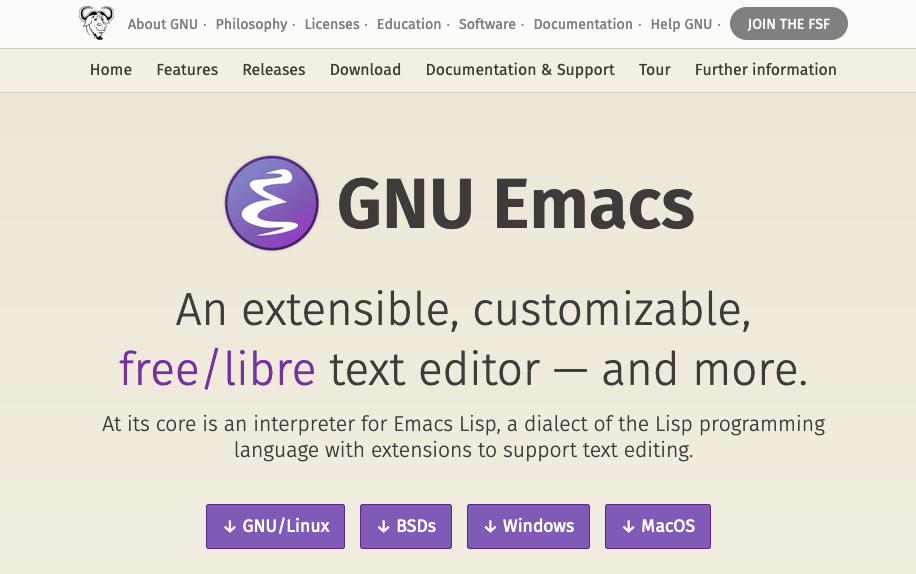 About GNU · Philosophy · Licenses · Education · Software · Documentation · Help GNU · JOIN THE FSF
Home Features Releases Download Documentation & Support Tour Further information
GNU Emacs
An extensible, customizable,
free/libre text editor — and more.
At its core is an interpreter for Emacs Lisp, a dialect of the Lisp programming
language with extensions to support text editing.
↓ GNU/Linux ↓ BSDs ↓ Windows ↓ MacOS